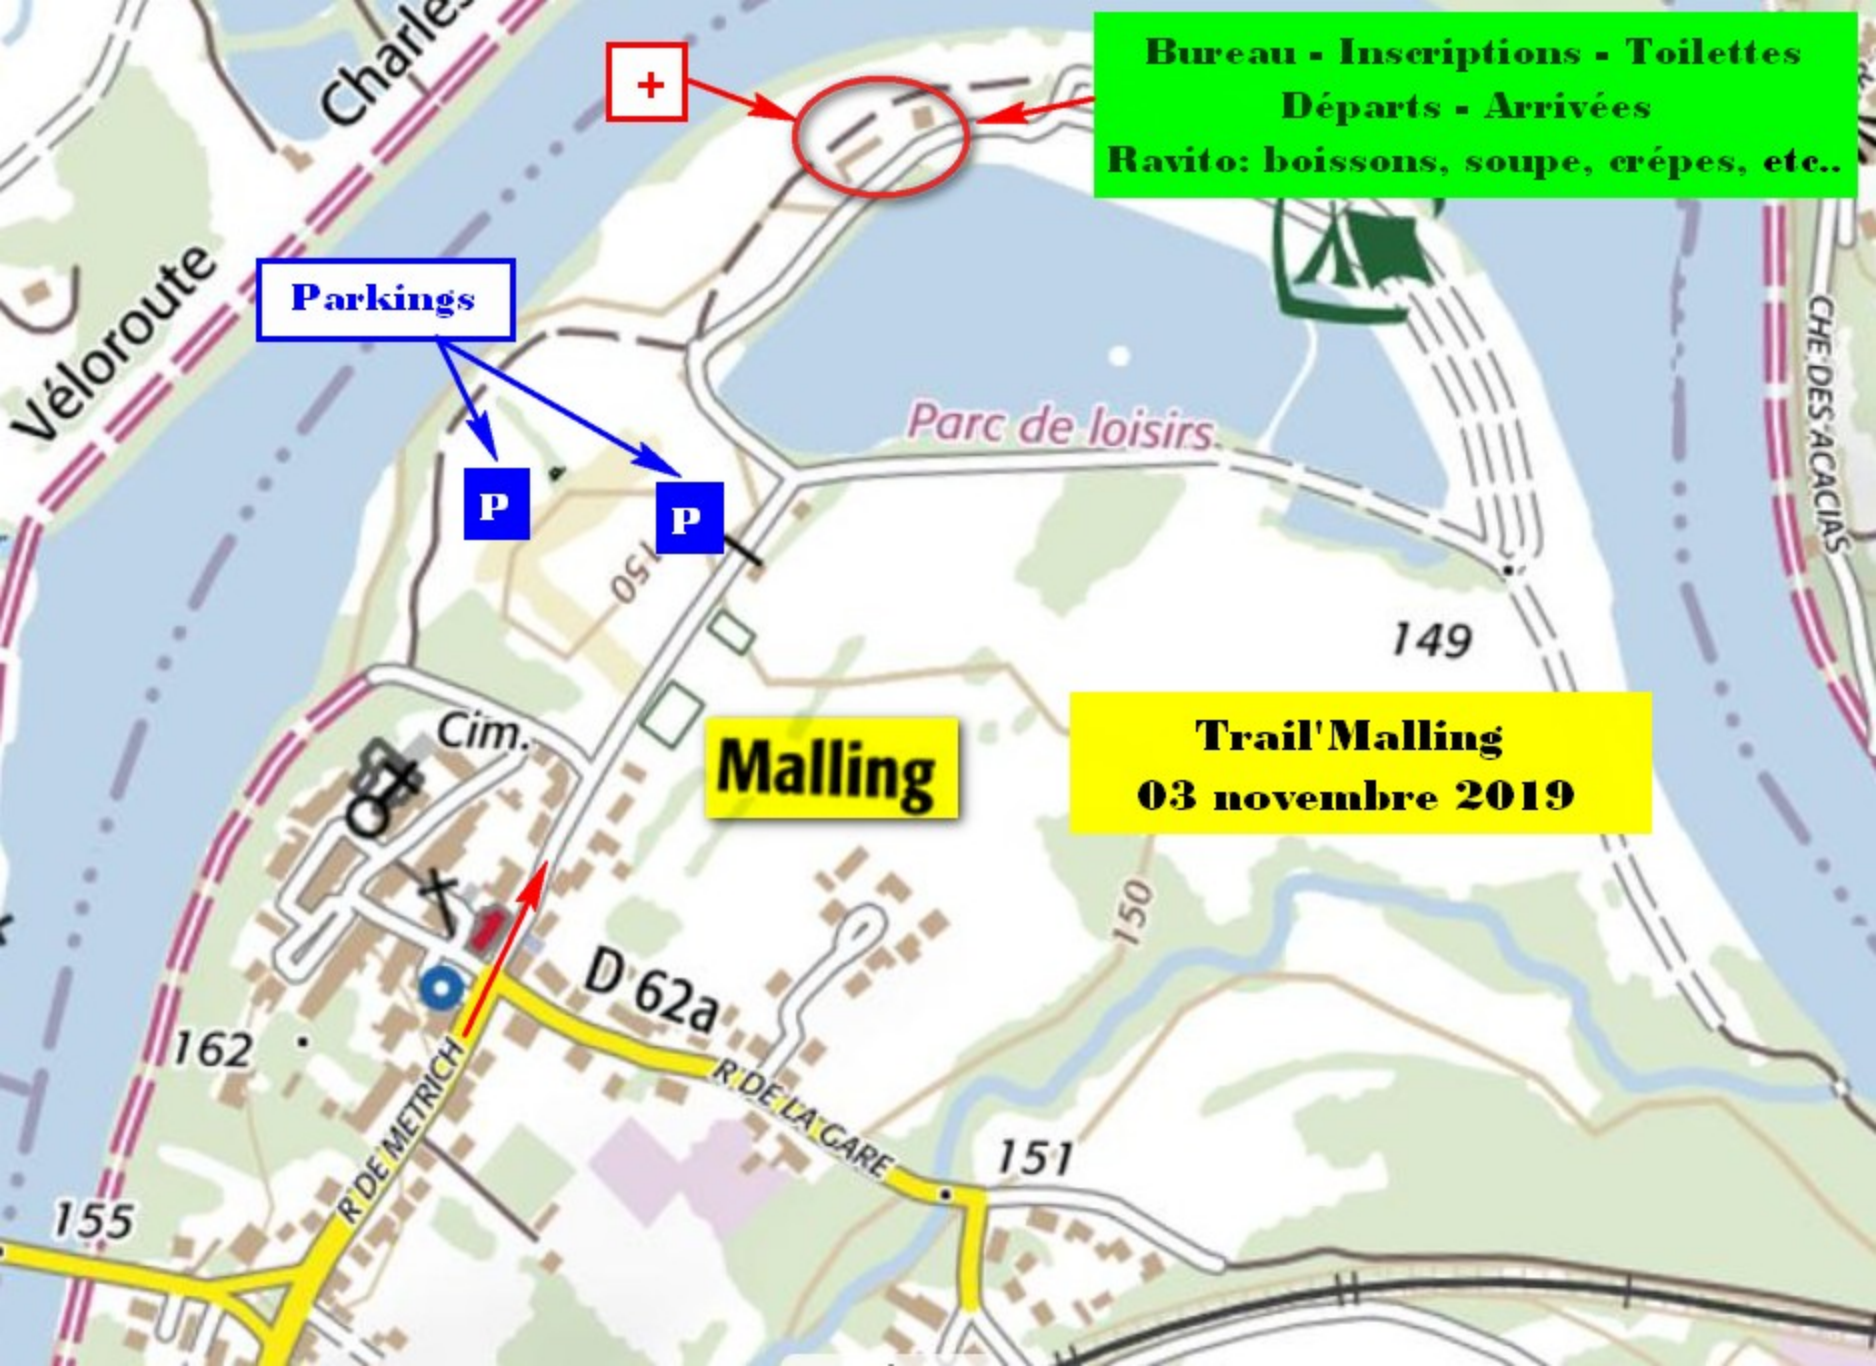 Charles
+
Bureau - Inscriptions - Toilettes
Départs - Arrivées
Ravito: boissons, soupe, crépes, etc..
Véloroute
Parkings
P
P
Parc de loisirs
CHE DES ACACIAS
150
149
Cim.
Malling
Trail'Malling
03 novembre 2019
150
D 62a
162
R DE METRICH
R DE LA GARE
151
155